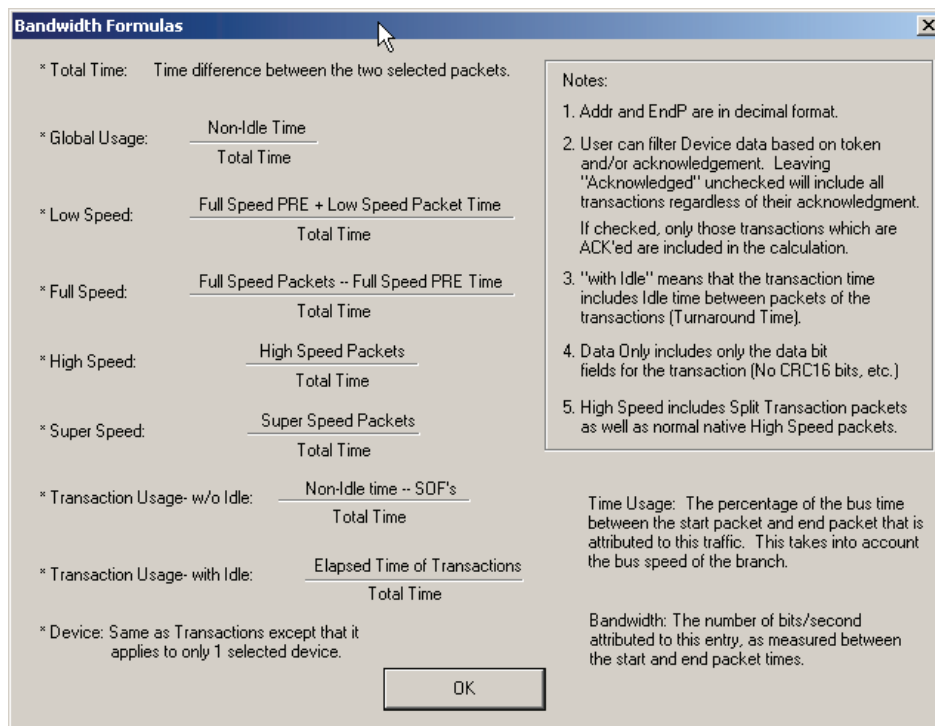 Bandwidth Formulas
* Total Time: Time difference between the two selected packets.
* Global Usage:
Non-Idle Time
Total Time
* Low Speed:
Full Speed PRE + Low Speed Packet Time
Total Time
* Full Speed:
Full Speed Packets -- Full Speed PRE Time
Total Time
* High Speed:
High Speed Packets
Total Time
* Super Speed:
Super Speed Packets
Total Time
* Transaction Usage- w/o Idle:
Non-Idle time -- SOF's
Total Time
* Transaction Usage- with Idle:
Elapsed Time of Transactions
Total Time
* Device: Same as Transactions except that it
applies to only 1 selected device.
Notes:
1. Addr and EndP are in decimal format.
2. User can filter Device data based on token
and/or acknowledgement. Leaving
"Acknowledged" unchecked will include all
transactions regardless of their acknowledgment.
If checked, only those transactions which are
ACK'ed are included in the calculation.
3. "with Idle" means that the transaction time
includes Idle time between packets of the
transactions (Turnaround Time).
4. Data Only includes only the data bit
fields for the transaction (No CRC16 bits, etc.)
5. High Speed includes Split Transaction packets
as well as normal native High Speed packets.
Time Usage: The percentage of the bus time
between the start packet and end packet that is
attributed to this traffic. This takes into account
the bus speed of the branch.
Bandwidth: The number of bits/second
attributed to this entry, as measured between
the start and end packet times.
OK